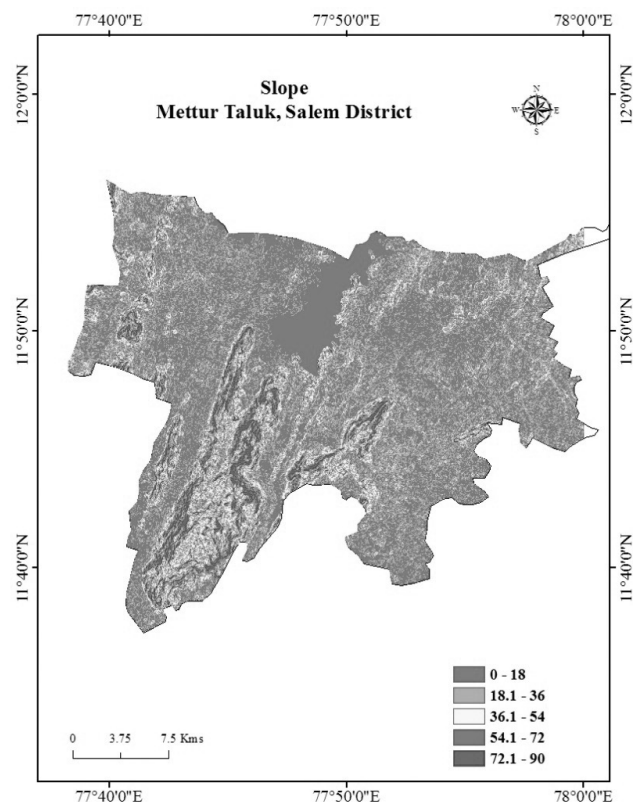 77°40'0"E 77°50'0"E 78°0'0"E
Slope
Mettur Taluk, Salem District
N
W E
S
12°0'0"N 12°0'0"N
11°50'0"N 11°50'0"N
11°40'0"N 11°40'0"N
0 - 18
18.1 - 36
36.1 - 54
54.1 - 72
72.1 - 90
0 3.75 7.5 Kms
77°40'0"E 77°50'0"E 78°0'0"E